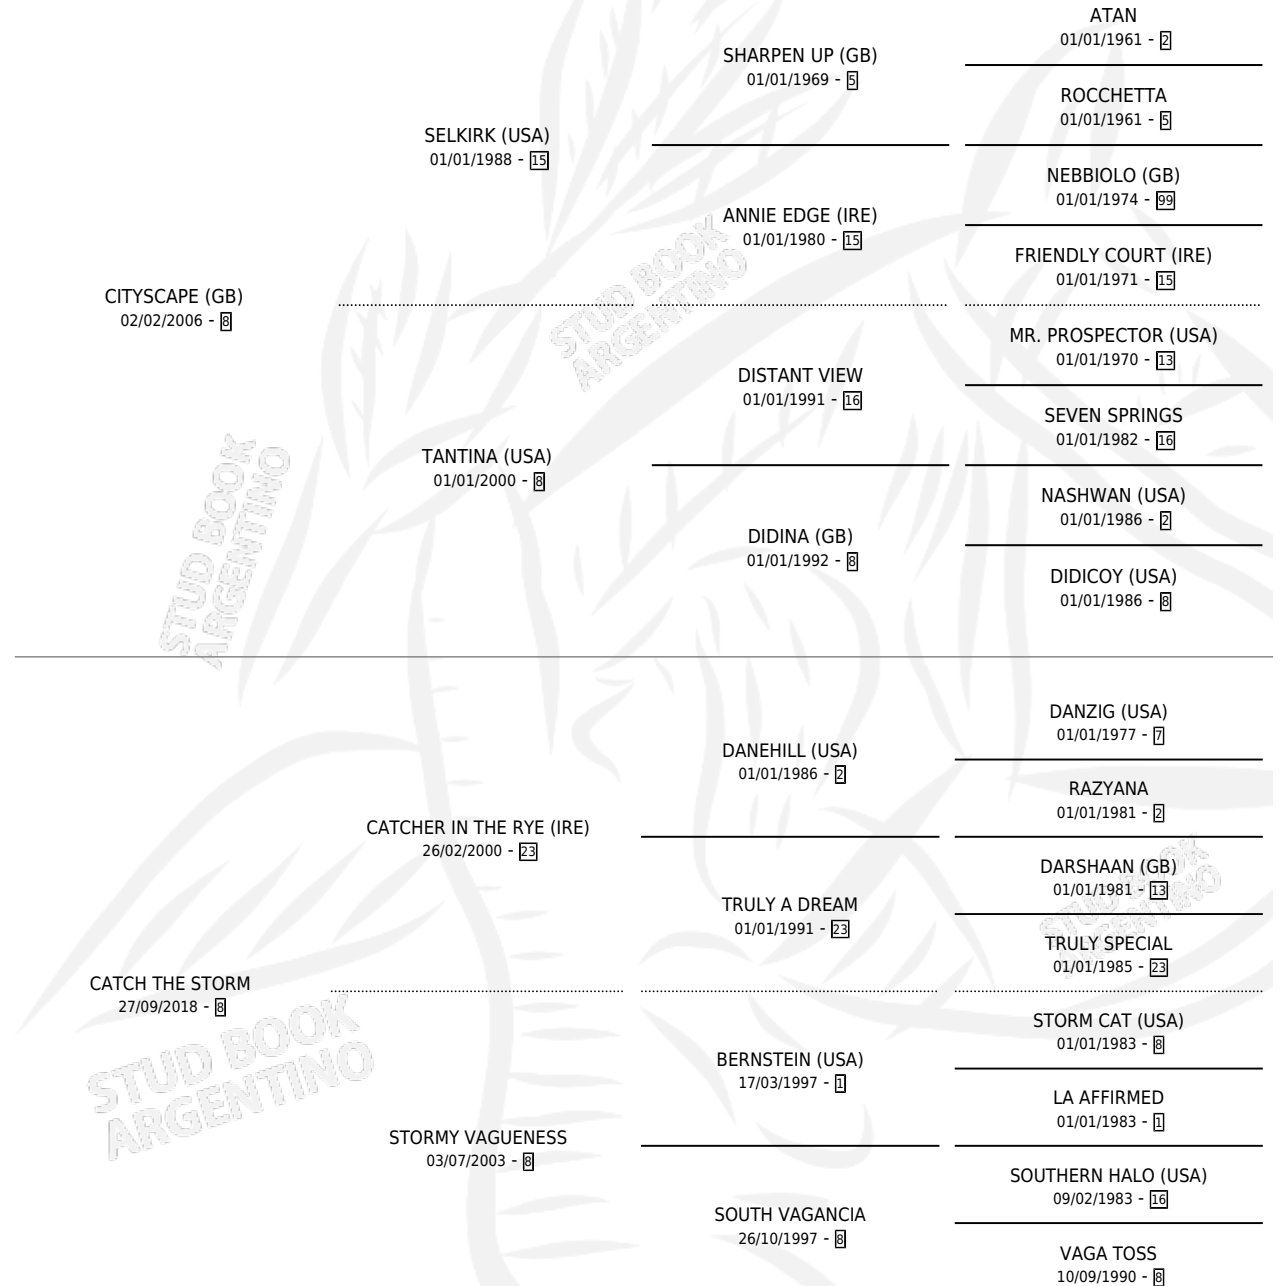 ATAN
01/01/1961 - 2
SHARPEN UP (GB)
01/01/1969 - 5
ROCCHETTA
01/01/1961 - 5
SELKIRK (USA)
01/01/1988 - 15
NEBBIOLO (GB)
01/01/1974 - 99
ANNIE EDGE (IRE)
01/01/1980 - 15
FRIENDLY COURT (IRE)
01/01/1971 - 15
CITYSCAPE (GB)
02/02/2006 - 8
STUD BOOK
ARGENTINO
MR. PROSPECTOR (USA)
01/01/1970 - 13
DISTANT VIEW
01/01/1991 - 16
SEVEN SPRINGS
01/01/1982 - 16
TANTINA (USA)
01/01/2000 - 8
NASHWAN (USA)
01/01/1986 - 2
DIDINA (GB)
01/01/1992 - 8
DIDICOY (USA)
01/01/1986 - 8
STUD BOOK
ARGENTINO
DANZIG (USA)
01/01/1977 - 7
DANEHILL (USA)
01/01/1986 - 2
RAZYANA
01/01/1981 - 2
CATCHER IN THE RYE (IRE)
26/02/2000 - 23
DARSHAAN (GB)
01/01/1981 - 13
TRULY A DREAM
01/01/1991 - 23
TRULY SPECIAL
01/01/1985 - 23
STUD BOOK
ARGENTINO
CATCH THE STORM
27/09/2018 - 8
STUD BOOK
ARGENTINO
STORM CAT (USA)
01/01/1983 - 8
BERNSTEIN (USA)
17/03/1997 - 1
LA AFFIRMED
01/01/1983 - 1
STORMY VAGUENESS
03/07/2003 - 8
SOUTHERN HALO (USA)
09/02/1983 - 16
SOUTH VAGANCIA
26/10/1997 - 8
VAGA TOSS
10/09/1990 - 8